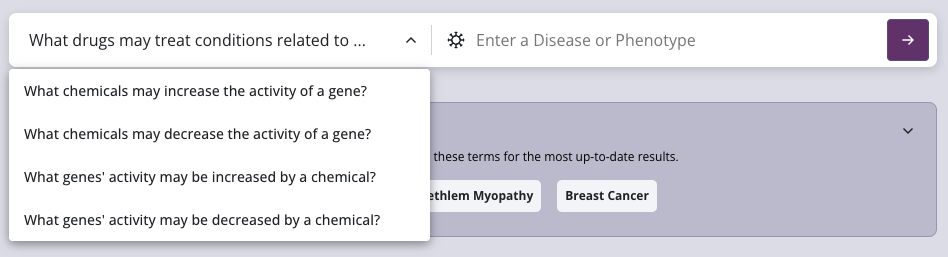 What drugs may treat conditions related to ...
Enter a Disease or Phenotype
What chemicals may increase the activity of a gene?
What chemicals may decrease the activity of a gene?
What genes' activity may be increased by a chemical?
What genes' activity may be decreased by a chemical?
these terms for the most up-to-date results.
Myopathy
Breast Cancer